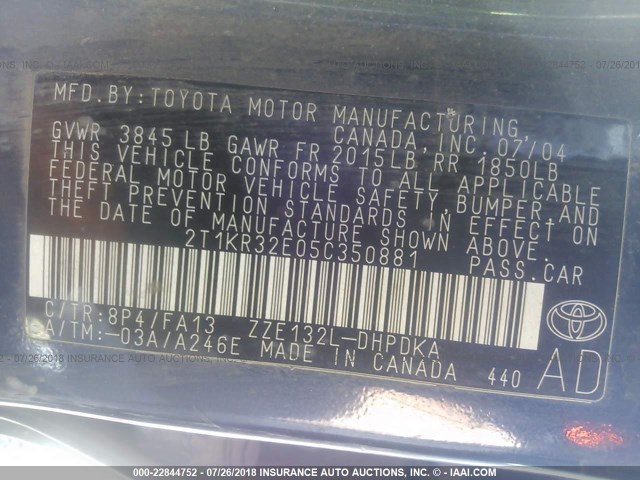 MFD.BY:TOYOTA MOTOR MANUFACTURING,
CANADA,INC. 07/04
GVWR 3845LB GAWR FR 2015LB,RR 1850LB
THIS VEHICLE CONFORMS TO ALL APPLICABLE
FEDERAL MOTOR VEHICLE SAFETY,BUMPER,AND
THEFT PREVENTION STANDARDS IN EFFECT ON
THE DATE OF MANUFACTURE SHOWN ABOVE.
2T1KR32E05C350881 PASS.CAR
C/TR:8P4/FA13 ZZE132L-DHPDKA
A/TM:-03A/A246E MADE IN CANADA 440 AD
000-22844752 - 07/26/2018 INSURANCE AUTO AUCTIONS, INC. - © IAAI.COM